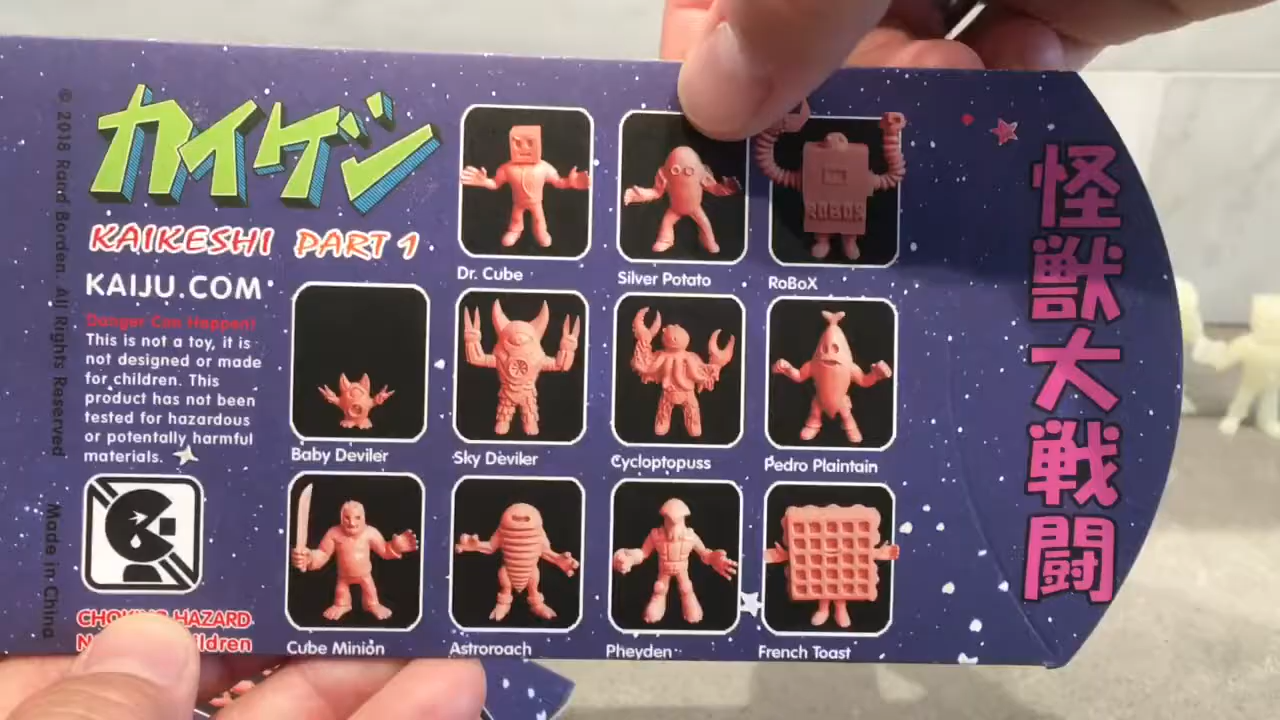 © 2018 Rand Borden. All Rights Reserved
Made in China
カイケシ
KAIKESHI PART 1
KAIJU.COM
Danger Can Happen!
This is not a toy, it is
not designed or made
for children. This
product has not been
tested for hazardous
or potentially harmful
materials.
CHOKING HAZARD
ildren
Dr. Cube
Silver Potato
ROBOX
RoBoX
Baby Deviler
Sky Deviler
Cycloptopuss
Pedro Plaintain
Cube Minion
Astroroach
Pheyden
French Toast
怪獣大戦闘